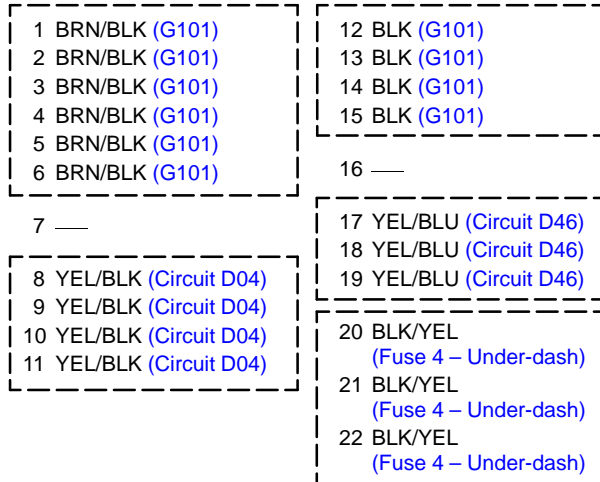 1 BRN/BLK (G101)
2 BRN/BLK (G101)
3 BRN/BLK (G101)
4 BRN/BLK (G101)
5 BRN/BLK (G101)
6 BRN/BLK (G101)
7 —
8 YEL/BLK (Circuit D04)
9 YEL/BLK (Circuit D04)
10 YEL/BLK (Circuit D04)
11 YEL/BLK (Circuit D04)
12 BLK (G101)
13 BLK (G101)
14 BLK (G101)
15 BLK (G101)
16 —
17 YEL/BLU (Circuit D46)
18 YEL/BLU (Circuit D46)
19 YEL/BLU (Circuit D46)
20 BLK/YEL
(Fuse 4 – Under-dash)
21 BLK/YEL
(Fuse 4 – Under-dash)
22 BLK/YEL
(Fuse 4 – Under-dash)